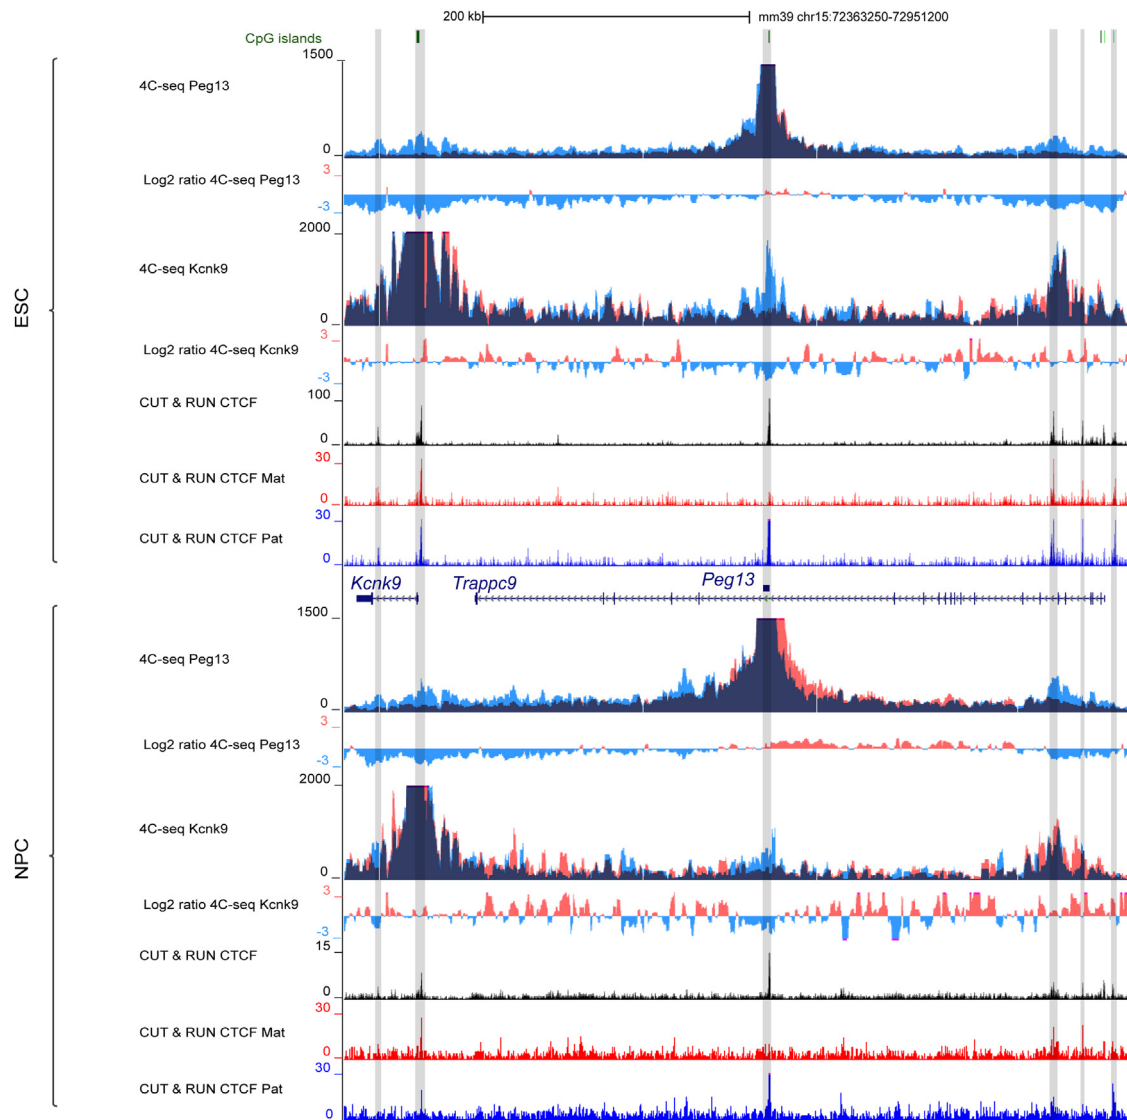 200 kb mm39 chr15:72363250-72951200
CpG islands
1500
4C-seq Peg13
0
3
Log2 ratio 4C-seq Peg13
-3
2000
4C-seq Kcnk9
0
3
Log2 ratio 4C-seq Kcnk9
-3
100
CUT & RUN CTCF
0
30
CUT & RUN CTCF Mat
0
30
CUT & RUN CTCF Pat
0
ESC
Kcnk9 Trappc9 Peg13
1500
4C-seq Peg13
0
3
Log2 ratio 4C-seq Peg13
-3
2000
4C-seq Kcnk9
0
3
Log2 ratio 4C-seq Kcnk9
-3
15
CUT & RUN CTCF
0
30
CUT & RUN CTCF Mat
0
30
CUT & RUN CTCF Pat
0
NPC